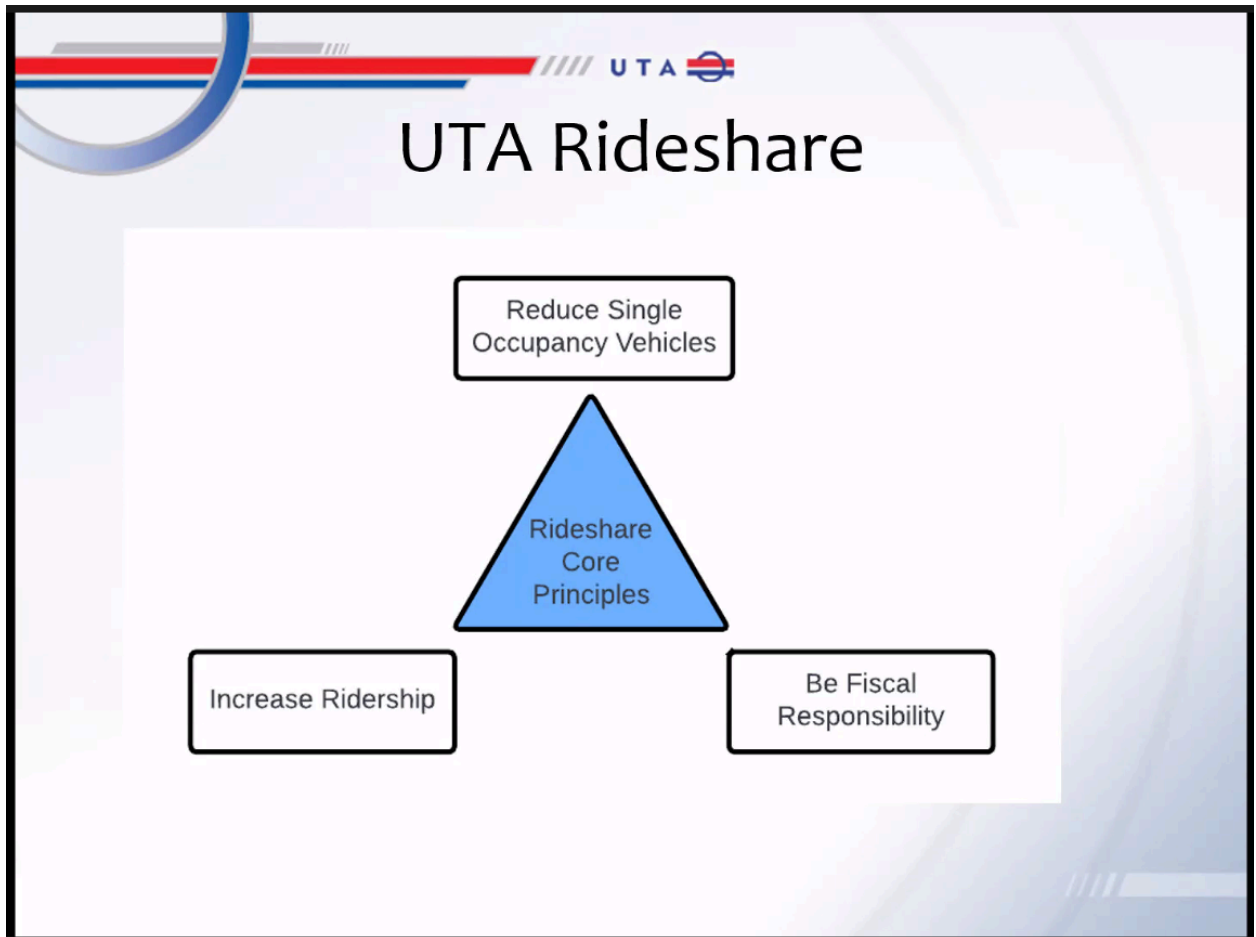 UTA
UTA Rideshare
Reduce Single
Occupancy Vehicles
Rideshare
Core
Principles
Increase Ridership
Be Fiscal
Responsibility